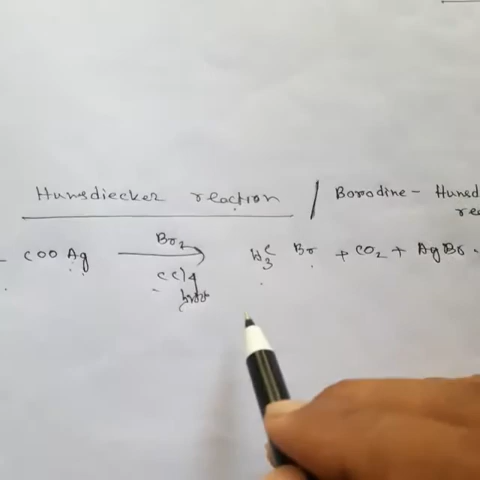 Hunsdiecker reaction / Borodine - Hunsd
rea
- COO Ag Br2 H3C Br + CO2 + AgBr.
CCl4